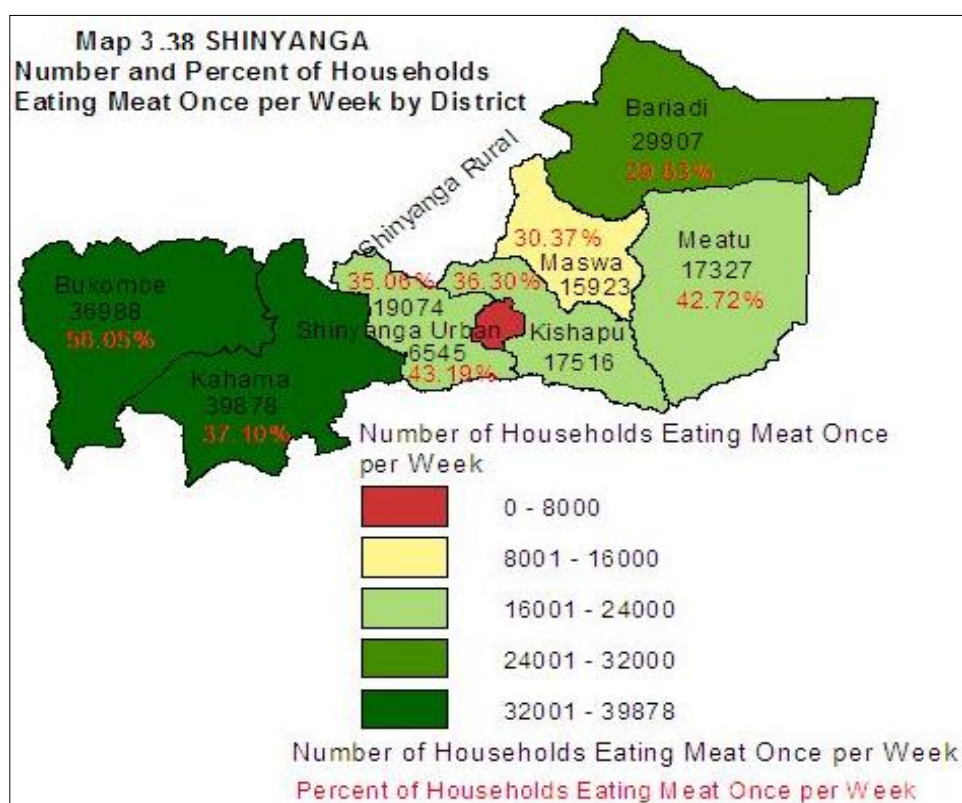 Map 3.38 SHINYANGA
Number and Percent of Households
Eating Meat Once per Week by District
Bariadi
29907
Shinyanga Rural
30.37%
Maswa
15923
Meatu
17327
42.72%
35.06%
36.30%
19074
Bukombe
36988
Shinyanga Urban
6545
43.19%
Kishapu
17516
Kahama
39878
37.10%
Number of Households Eating Meat Once
per Week
0 - 8000
8001 - 16000
16001 - 24000
24001 - 32000
32001 - 39878
Number of Households Eating Meat Once per Week
Percent of Households Eating Meat Once per Week